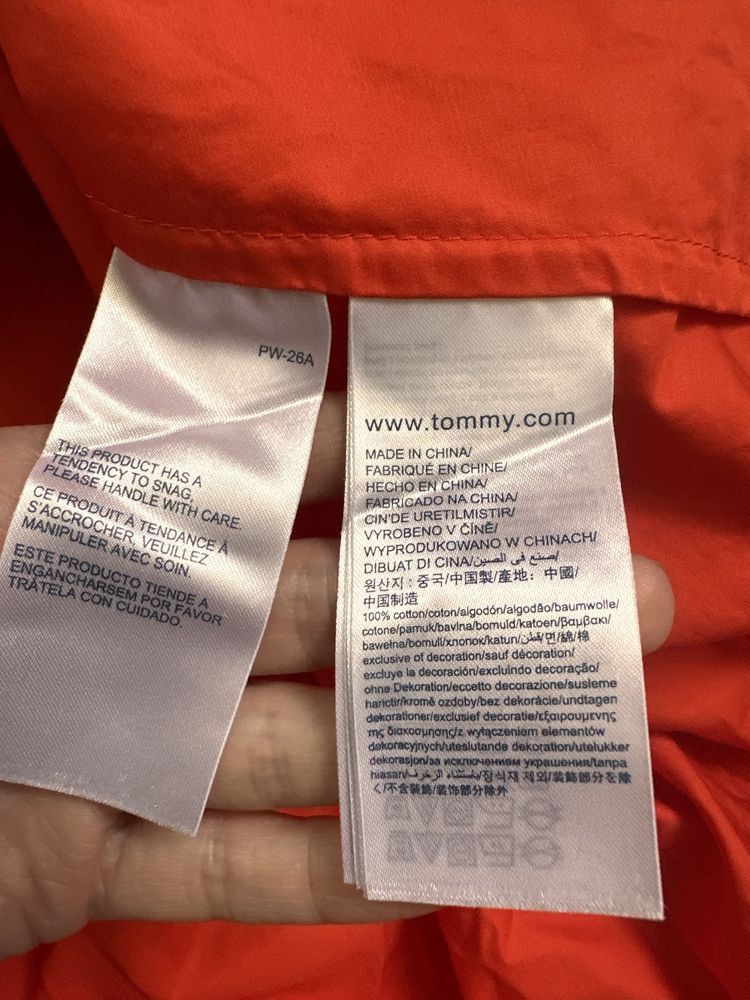 PW-26A
THIS PRODUCT HAS A
TENDENCY TO SNAG,
PLEASE HANDLE WITH CARE.
CE PRODUIT À TENDANCE À
S'ACCROCHER, VEUILLEZ
MANIPULER AVEC SOIN.
ESTE PRODUCTO TIENDE A
ENGANCHARSEM POR FAVOR
TRÁTELA CON CUIDADO.
www.tommy.com
MADE IN CHINA/
FABRIQUÉ EN CHINE/
HECHO EN CHINA/
FABRICADO NA CHINA/
CIN'DE URETILMISTIR/
VYROBENO V ČÍNĚ/
WYPRODUKOWANO W CHINACH/
DIBUAT DI CINA/صنع في الصين/
원산지 : 중국/中国製/產地：中國/
中国制造
100% cotton/coton/algodón/algodão/baumwolle/
cotone/pamuk/bavlna/bomuld/katoen/βαμβακι/
bawełna/bomull/хлопок/katun/قطن/면/綿/棉
exclusive of decoration/sauf décoration/
excluye la decoración/excluindo decoração/
ohne Dekoration/eccetto decorazione/susleme
harictir/kromě ozdoby/bez dekorácie/undtagen
dekorationer/exclusief decoratie/εξαιρουμενης
της διακοσμησης/z wyłączeniem elementów
dekoracyjnych/uteslutande dekoration/utelukker
dekorasjon/за исключением украшения/tanpa
hiasan/باستثناء الزخرف/장식재 제외/装飾部分を除
く/不含裝飾/装饰部分除外